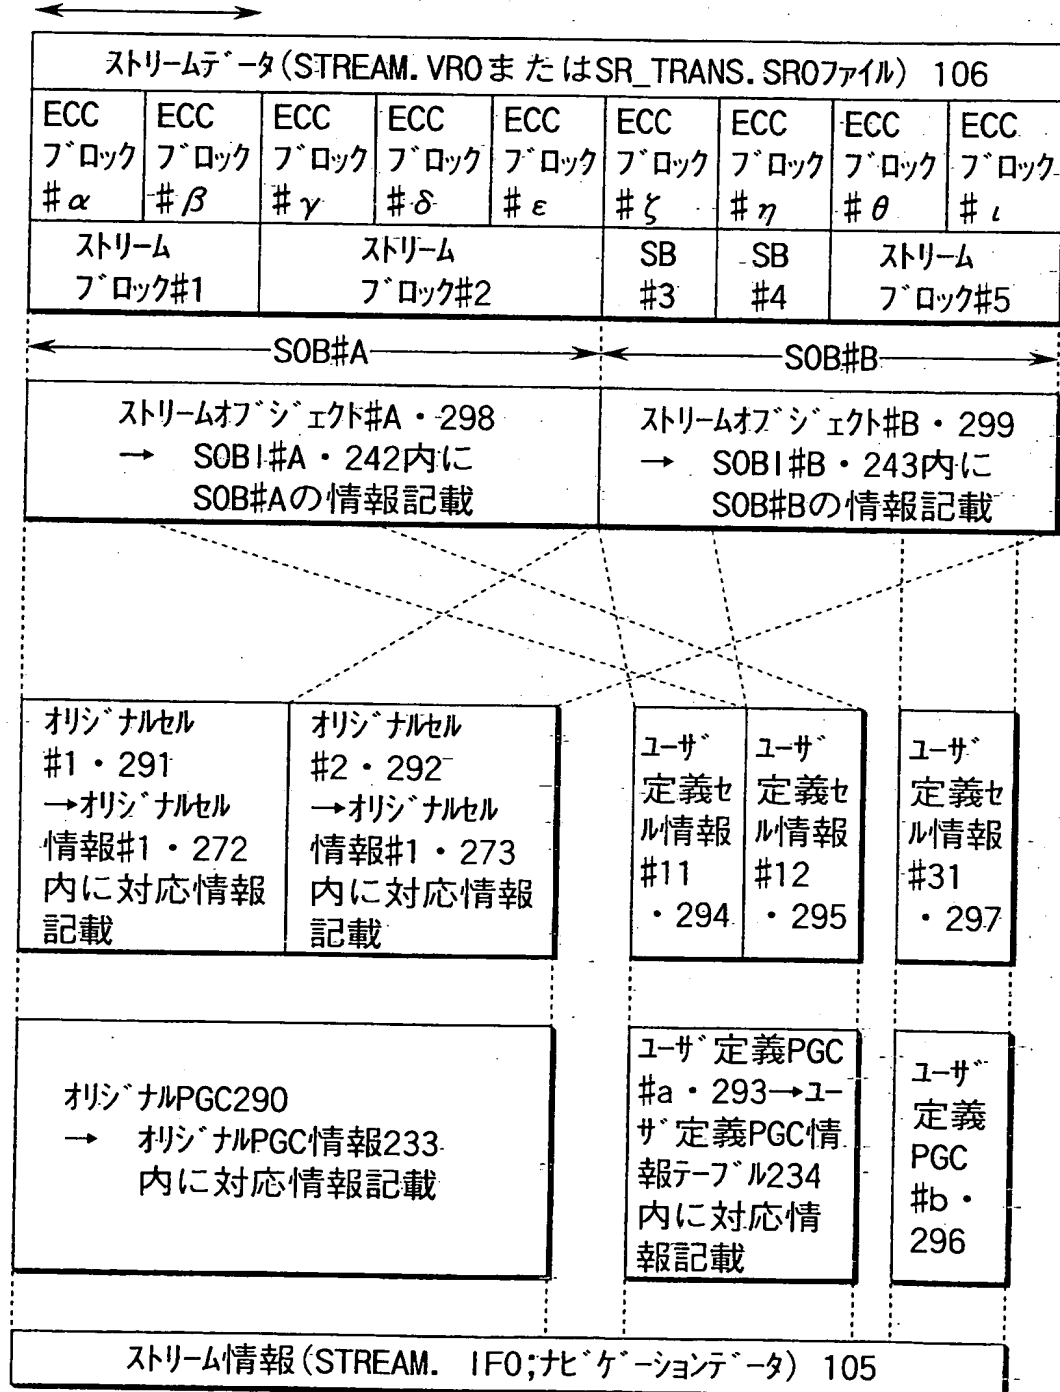 ストリームデータ(STREAM.VROまたはSR_TRANS.SROファイル) 106
ECC ブロック #α
ECC ブロック #β
ECC ブロック #γ
ECC ブロック #δ
ECC ブロック #ε
ECC ブロック #ζ
ECC ブロック #η
ECC ブロック #θ
ECC ブロック #ι
ストリーム
ブロック#1
ストリーム
ブロック#2
SB
#3
SB
#4
ストリーム
ブロック#5
SOB#A
SOB#B
ストリームオブジェクト#A・298
→ SOBI#A・242内に
SOB#Aの情報記載
ストリームオブジェクト#B・299
→ SOBI#B・243内に
SOB#Bの情報記載
オリジナルセル
#1・291
→オリジナルセル
情報#1・272
内に対応情報
記載
オリジナルセル
#2・292
→オリジナルセル
情報#1・273
内に対応情報
記載
ユーザ
定義セ
ル情報
#11
・294
ユーザ
定義セ
ル情報
#12
・295
ユーザ
定義セ
ル情報
#31
・297
オリジナルPGC290
→ オリジナルPGC情報233
内に対応情報記載
ユーザ定義PGC
#a・293→ユー
ザ定義PGC情
報テーブル234
内に対応情
報記載
ユーザ
定義
PGC
#b・
296
ストリーム情報(STREAM. IFO;ナビゲーションデータ) 105